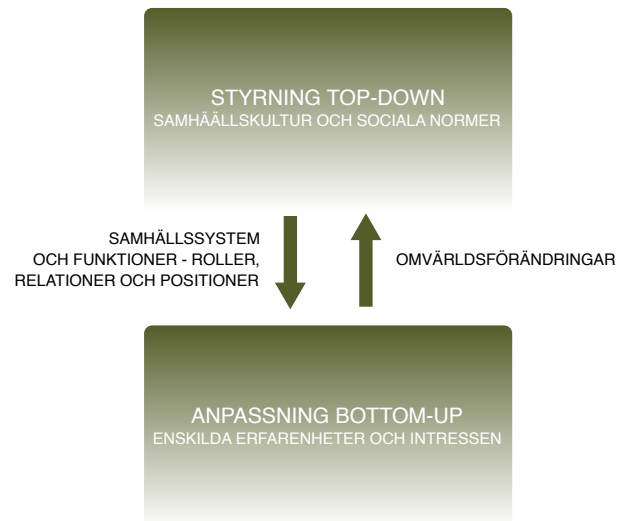 STYRNING TOP-DOWN
SAMHÄÄLLSKULTUR OCH SOCIALA NORMER
SAMHÄLLSSYSTEM
OCH FUNKTIONER - ROLLER,
RELATIONER OCH POSITIONER
OMVÄRLDSFÖRÄNDRINGAR
ANPASSNING BOTTOM-UP
ENSKILDA ERFARENHETER OCH INTRESSEN